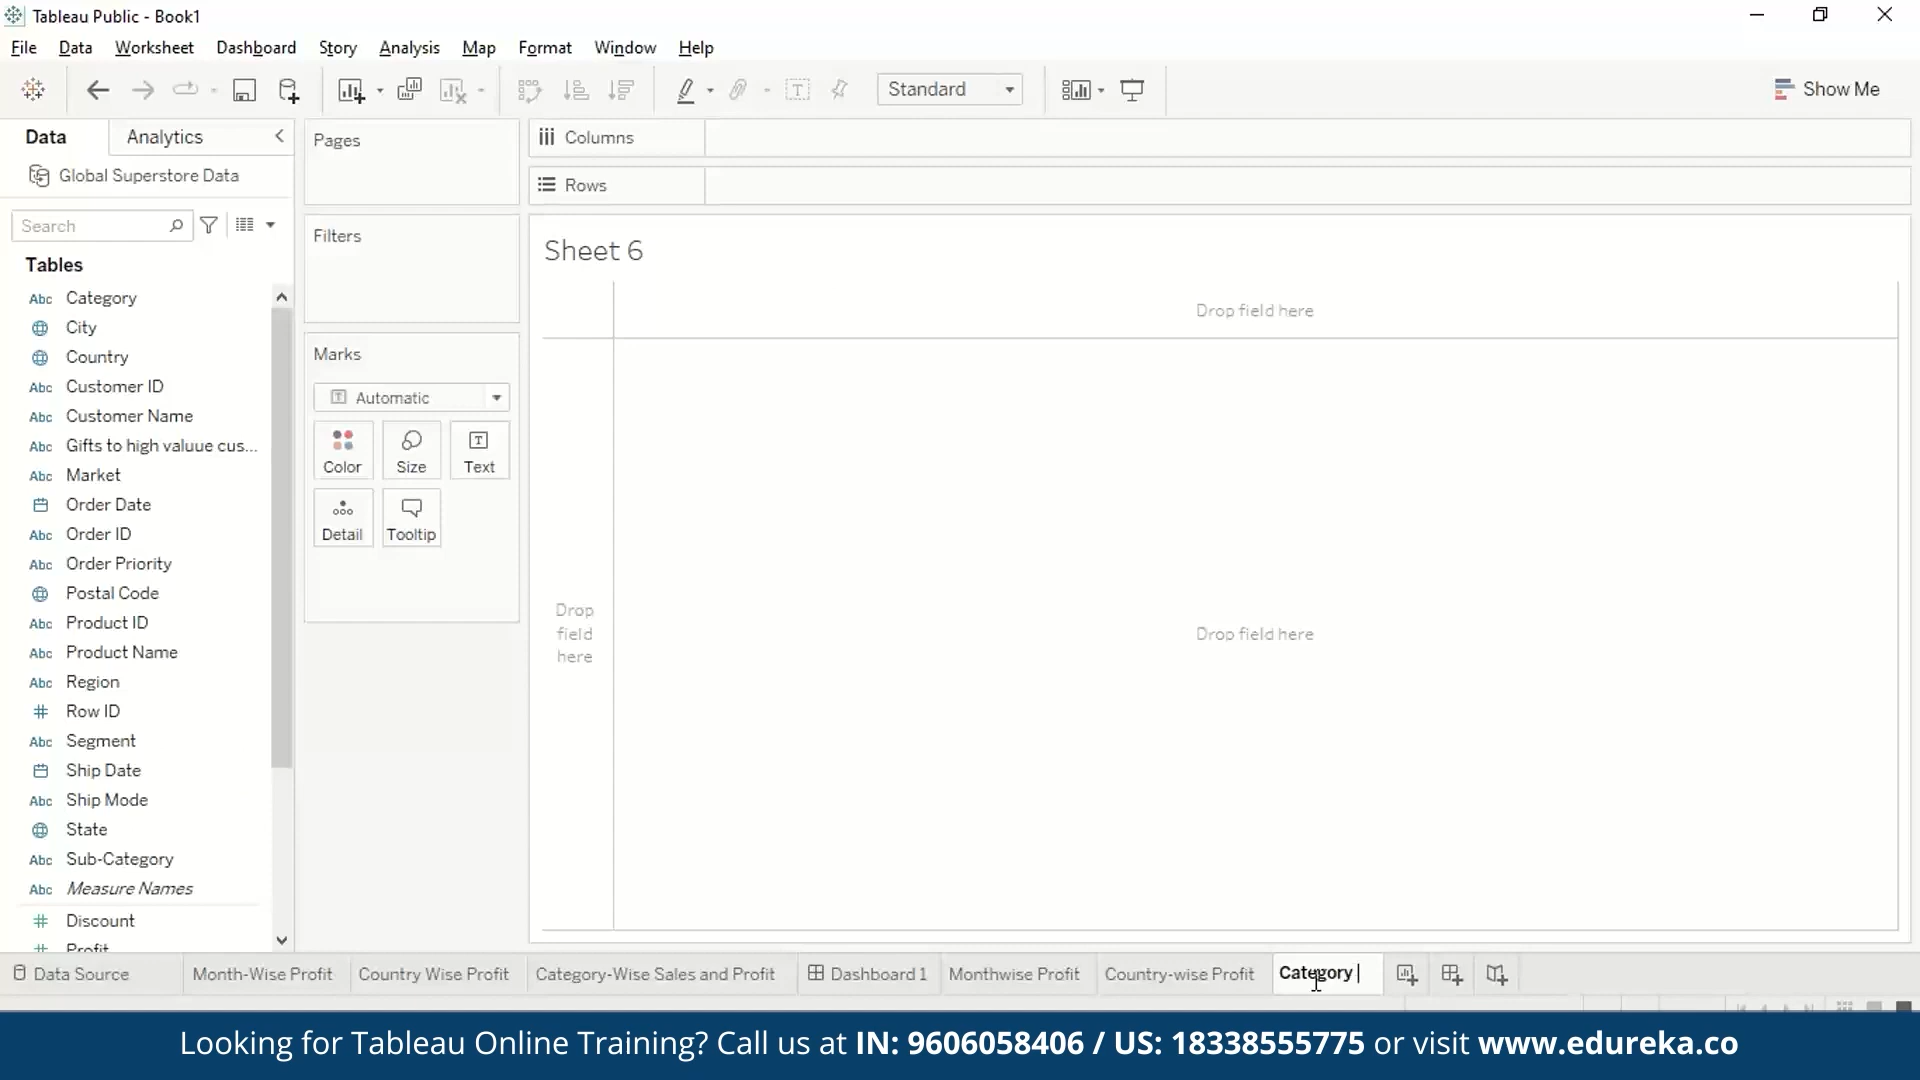 Tableau Public - Book1
File Data Worksheet Dashboard Story Analysis Map Format Window Help
Standard
Show Me
Data
Analytics
Global Superstore Data
Search
Tables
Abc Category
City
Country
Abc Customer ID
Abc Customer Name
Abc Gifts to high valuue cus...
Abc Market
Order Date
Abc Order ID
Abc Order Priority
Postal Code
Abc Product ID
Abc Product Name
Abc Region
# Row ID
Abc Segment
Ship Date
Abc Ship Mode
State
Abc Sub-Category
Abc Measure Names
# Discount
# Profit
Pages
Filters
Marks
Automatic
Color Size Text
Detail Tooltip
Columns
Rows
Sheet 6
Drop field here
Drop
field
here
Drop field here
Data Source Month-Wise Profit Country Wise Profit Category-Wise Sales and Profit Dashboard 1 Monthwise Profit Country-wise Profit Category
Looking for Tableau Online Training? Call us at IN: 9606058406 / US: 18338555775 or visit www.edureka.co